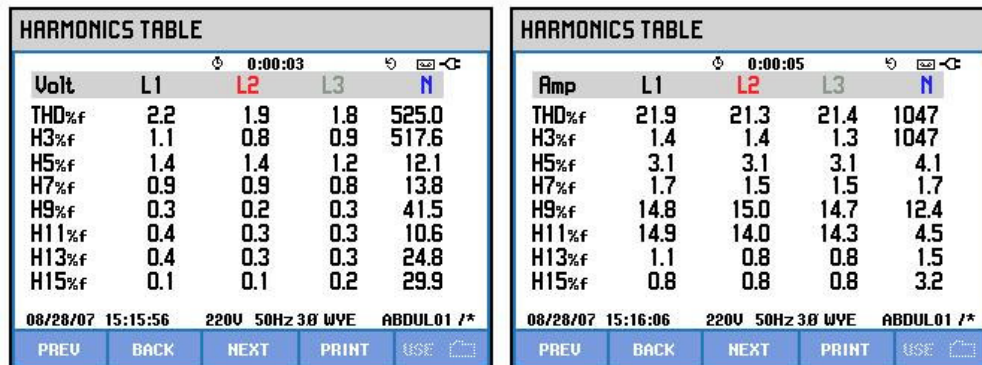 HARMONICS TABLE
0:00:03
Volt L1 L2 L3 N
THD%f 2.2 1.9 1.8 525.0
H3%f 1.1 0.8 0.9 517.6
H5%f 1.4 1.4 1.2 12.1
H7%f 0.9 0.9 0.8 13.8
H9%f 0.3 0.2 0.3 41.5
H11%f 0.4 0.3 0.3 10.6
H13%f 0.4 0.3 0.3 24.8
H15%f 0.1 0.1 0.2 29.9
08/28/07 15:15:56 220V 50Hz 3Ø WYE ABDUL01 /*
PREV BACK NEXT PRINT USE
HARMONICS TABLE
0:00:05
Amp L1 L2 L3 N
THD%f 21.9 21.3 21.4 1047
H3%f 1.4 1.4 1.3 1047
H5%f 3.1 3.1 3.1 4.1
H7%f 1.7 1.5 1.5 1.7
H9%f 14.8 15.0 14.7 12.4
H11%f 14.9 14.0 14.3 4.5
H13%f 1.1 0.8 0.8 1.5
H15%f 0.8 0.8 0.8 3.2
08/28/07 15:16:06 220V 50Hz 3Ø WYE ABDUL01 /*
PREV BACK NEXT PRINT USE